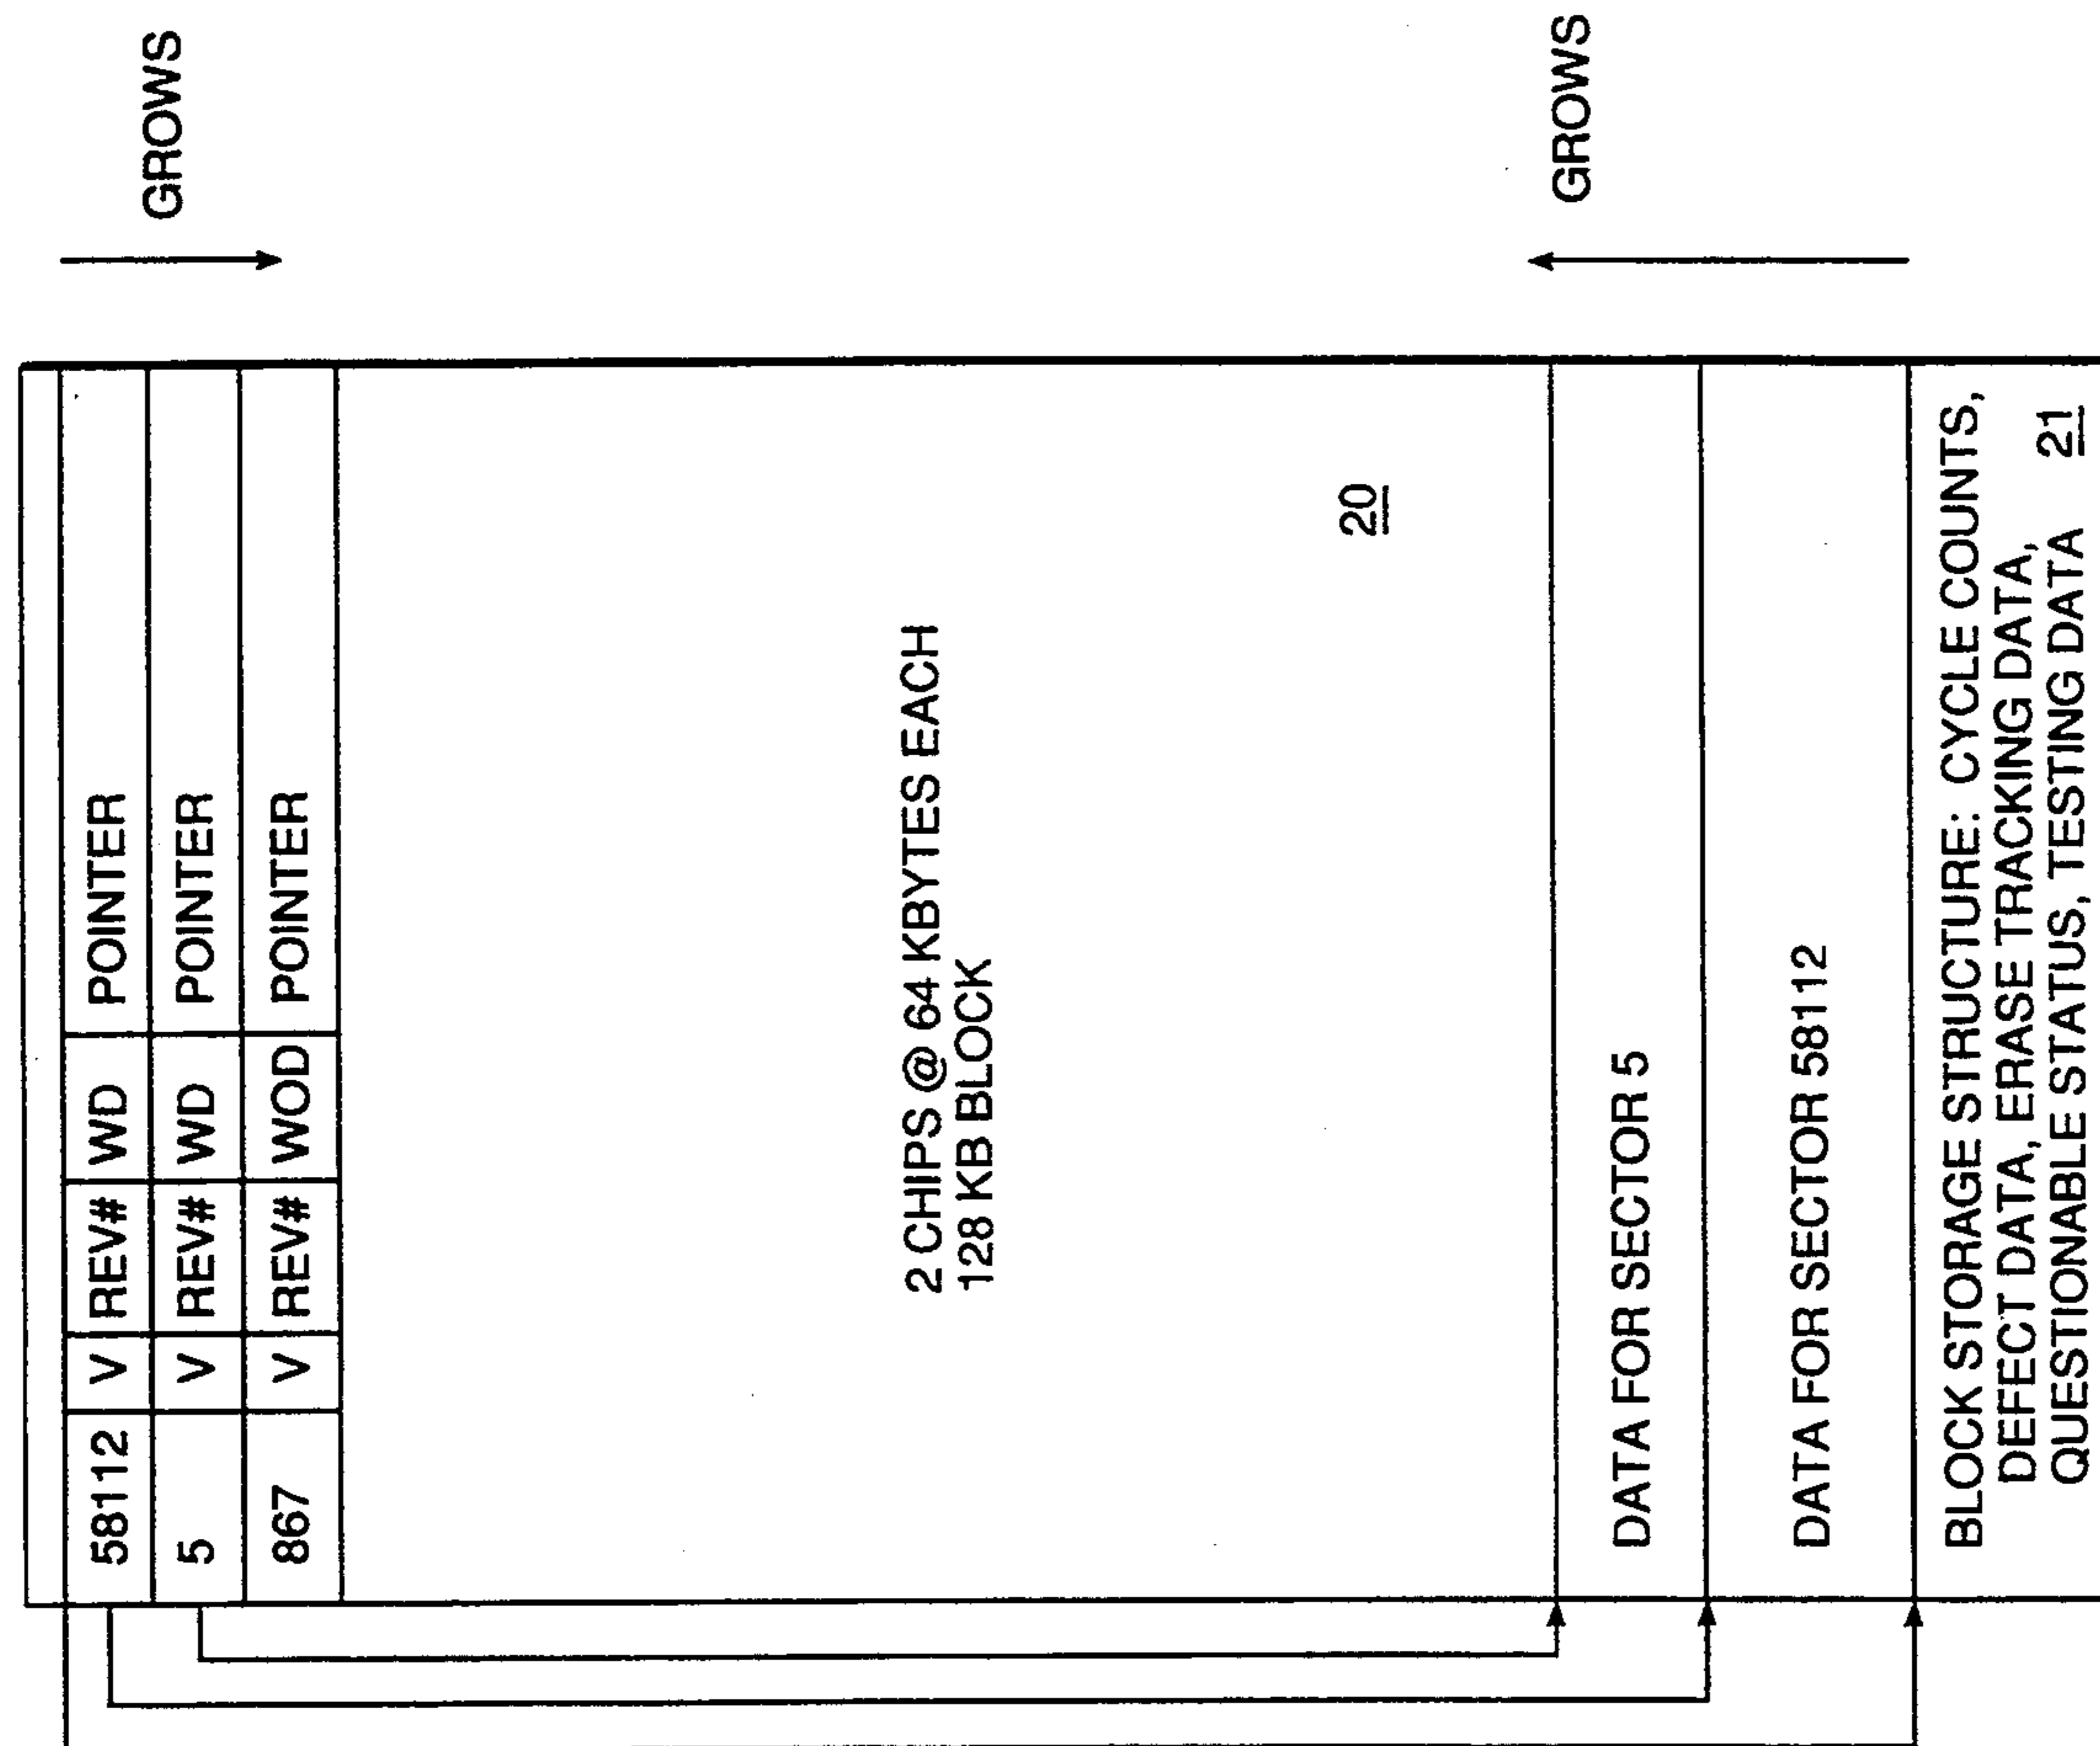 GROWS
58112 V REV# WD POINTER
5 V REV# WD POINTER
867 V REV# WOD POINTER
2 CHIPS @ 64 KBYTES EACH
128 KB BLOCK
20
GROWS
DATA FOR SECTOR 5
DATA FOR SECTOR 58112
BLOCK STORAGE STRUCTURE: CYCLE COUNTS,
DEFECT DATA, ERASE TRACKING DATA,
QUESTIONABLE STATUS, TESTING DATA 21